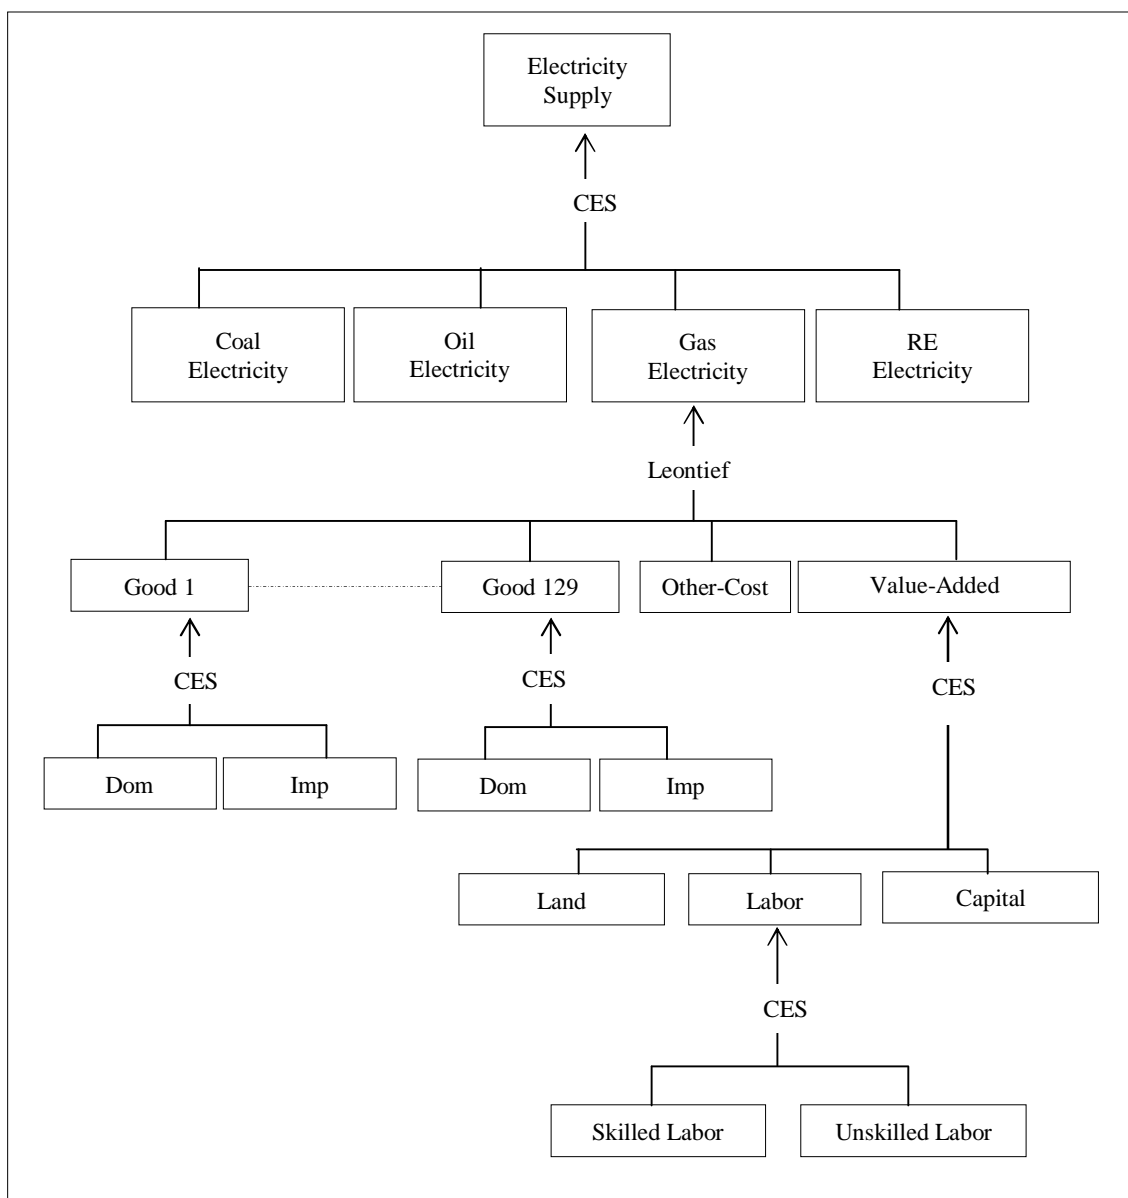 Electricity
Supply
CES
Coal
Electricity
Oil
Electricity
Gas
Electricity
RE
Electricity
Leontief
Good 1
Good 129
Other-Cost
Value-Added
CES
CES
CES
Dom
Imp
Dom
Imp
Land
Labor
Capital
CES
Skilled Labor
Unskilled Labor